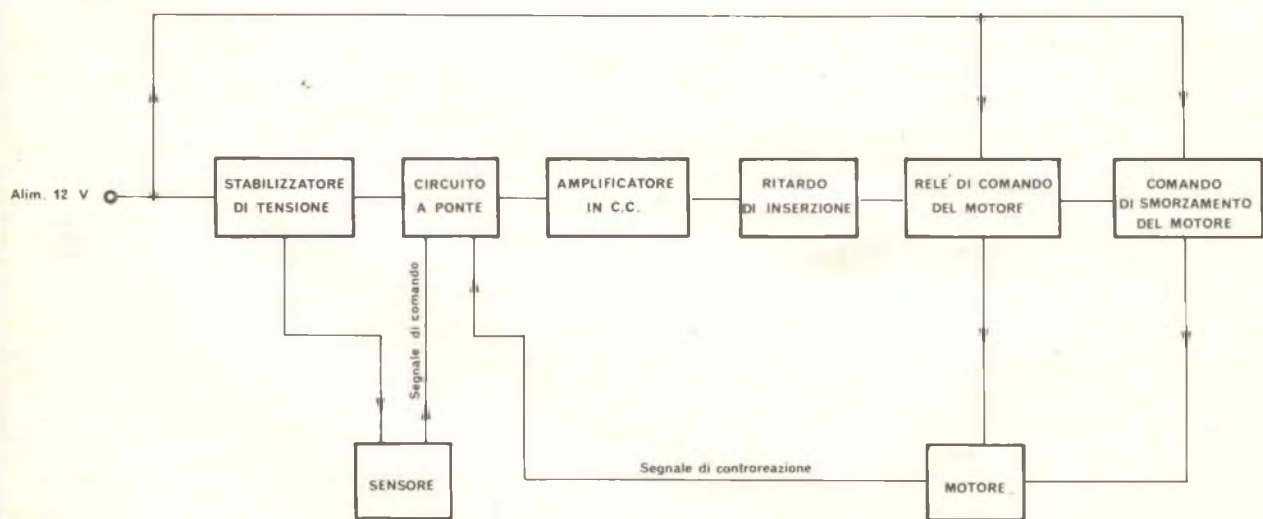 Alim. 12 V
STABILIZZATORE
DI TENSIONE
CIRCUITO
A PONTE
AMPLIFICATORE
IN C.C.
RITARDO
DI INSERZIONE
RELE' DI COMANDO
DEL MOTORE
COMANDO
DI SMORZAMENTO
DEL MOTORE
Segnale di comando
SENSORE
Segnale di controreazione
MOTORE